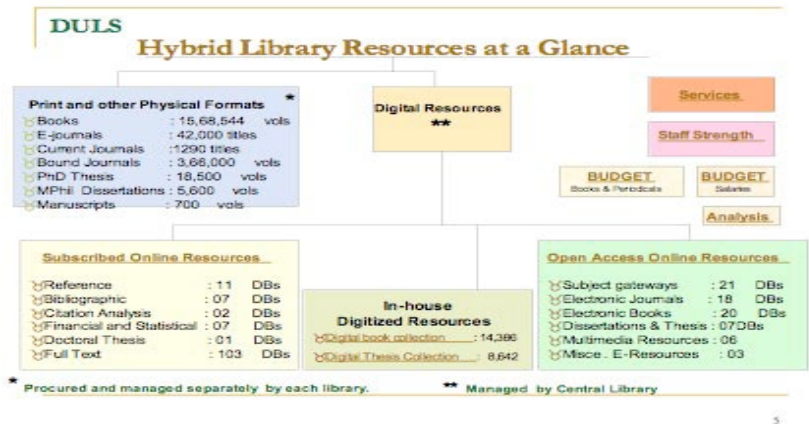 DULS
Hybrid Library Resources at a Glance
Print and other Physical Formats *
Books : 15,68,544 vols
E-journals : 42,000 titles
Current Journals :1290 titles
Bound Journals : 3,66,000 vols
PhD Thesis : 18,500 vols
MPhil Dissertations : 5,600 vols
Manuscripts : 700 vols
Digital Resources
**
Services
Staff Strength
BUDGET
Books & Periodicals
BUDGET
Salaries
Analysis
Subscribed Online Resources
Reference : 11 DBs
Bibliographic : 07 DBs
Citation Analysis : 02 DBs
Financial and Statistical : 07 DBs
Doctoral Thesis : 01 DBs
Full Text : 103 DBs
In-house
Digitized Resources
Digital book collection : 14,386
Digital Thesis Collection : 8,642
Open Access Online Resources
Subject gateways : 21 DBs
Electronic Journals : 18 DBs
Electronic Books : 20 DBs
Dissertations & Thesis : 07DBs
Multimedia Resources : 06
Misce . E-Resources : 03
* Procured and managed separately by each library.
** Managed by Central Library
5